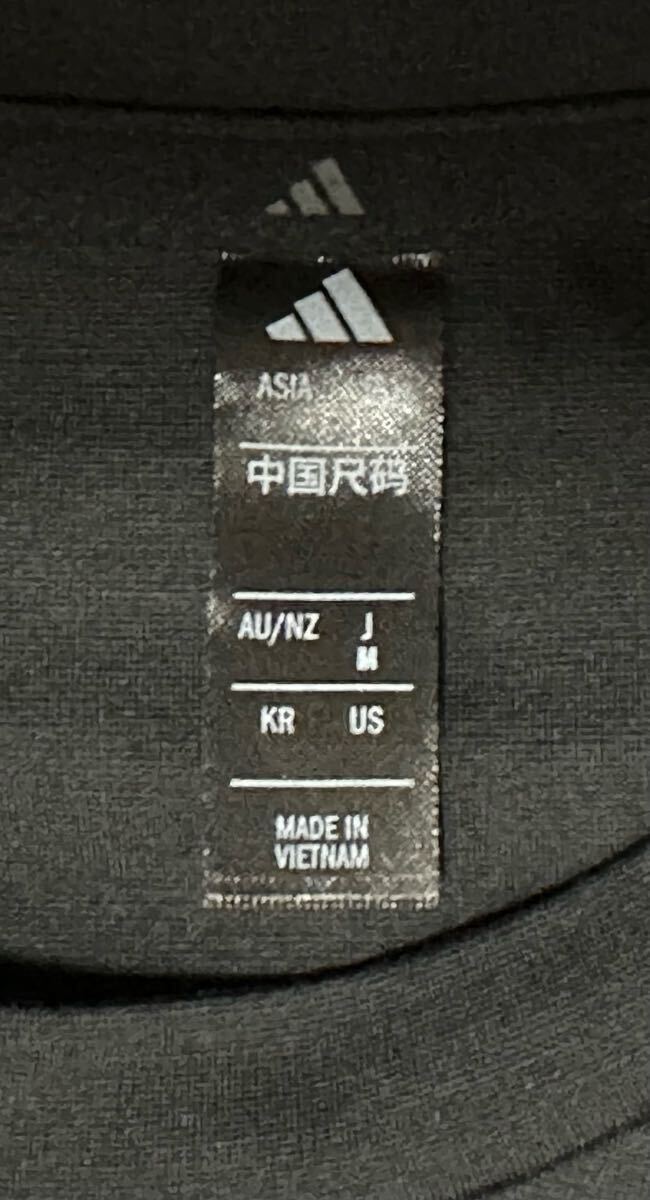 ASIA
中国尺码
AU/NZ J
M
KR US
MADE IN
VIETNAM